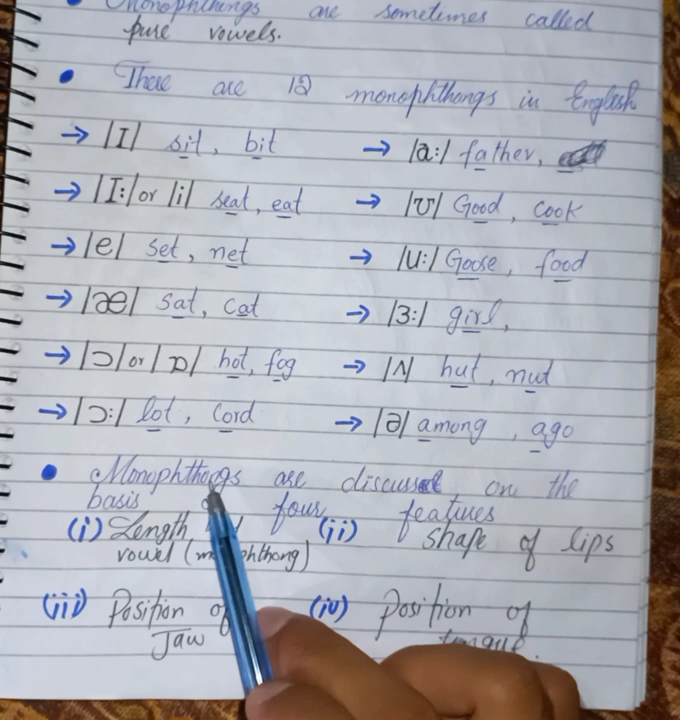 Monophthongs are sometimes called
pure vowels.
There are 12 monophthongs in English
→ |I| sit, bit → |a:| father,
→ |I:| or |i| seat, eat → |ʊ| Good, cook
→ |e| set, net → |u:| Goose, food
→ |æ| sat, cat → |3:| girl,
→ |ɔ| or |ɒ| hot, fog → |ʌ| hut, nut
→ |ɔ:| lot, cord → |ə| among, ago
Monophthongs are discussed on the
basis four features
(i) Length (ii) shape of lips
vowel
(iii) Position of (iv) Position of
Jaw tongue.